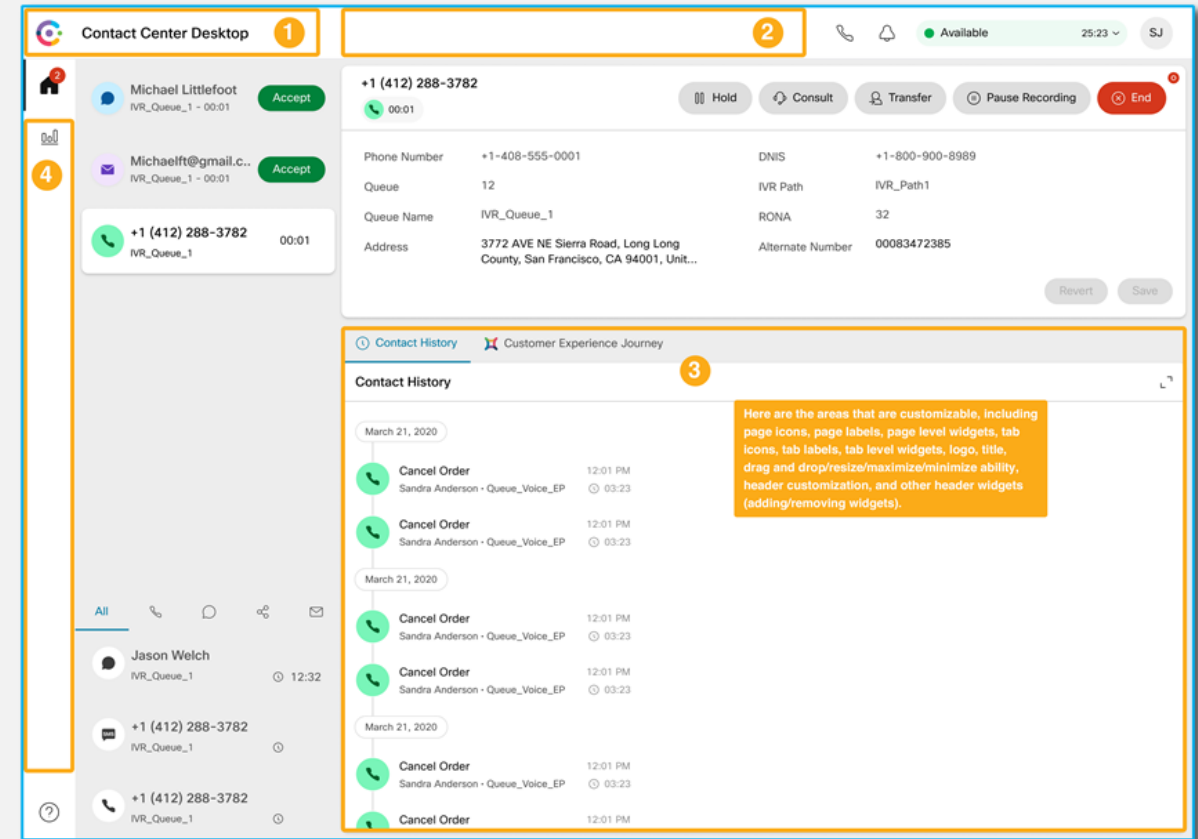 Contact Center Desktop
1
2
Available
25:23
SJ
2
4
Michael Littlefoot
IVR_Queue_1 - 00:01
Accept
Michaelft@gmail.c..
IVR_Queue_1 - 00:01
Accept
+1 (412) 288-3782
IVR_Queue_1
00:01
All
Jason Welch
IVR_Queue_1
12:32
SMS
+1 (412) 288-3782
IVR_Queue_1
+1 (412) 288-3782
IVR_Queue_1
+1 (412) 288-3782
00:01
Hold
Consult
Transfer
Pause Recording
End
0
Phone Number
+1-408-555-0001
DNIS
+1-800-900-8989
Queue
12
IVR Path
IVR_Path1
Queue Name
IVR_Queue_1
RONA
32
Address
3772 AVE NE Sierra Road, Long Long
County, San Francisco, CA 94001, Unit...
Alternate Number
00083472385
Revert
Save
Contact History
Customer Experience Journey
3
Contact History
Here are the areas that are customizable, including
page icons, page labels, page level widgets, tab
icons, tab labels, tab level widgets, logo, title,
drag and drop/resize/maximize/minimize ability,
header customization, and other header widgets
(adding/removing widgets).
March 21, 2020
Cancel Order
12:01 PM
Sandra Anderson • Queue_Voice_EP
03:23
Cancel Order
12:01 PM
Sandra Anderson • Queue_Voice_EP
03:23
March 21, 2020
Cancel Order
12:01 PM
Sandra Anderson • Queue_Voice_EP
03:23
Cancel Order
12:01 PM
Sandra Anderson • Queue_Voice_EP
03:23
March 21, 2020
Cancel Order
12:01 PM
Sandra Anderson • Queue_Voice_EP
03:23
Cancel Order
12:01 PM